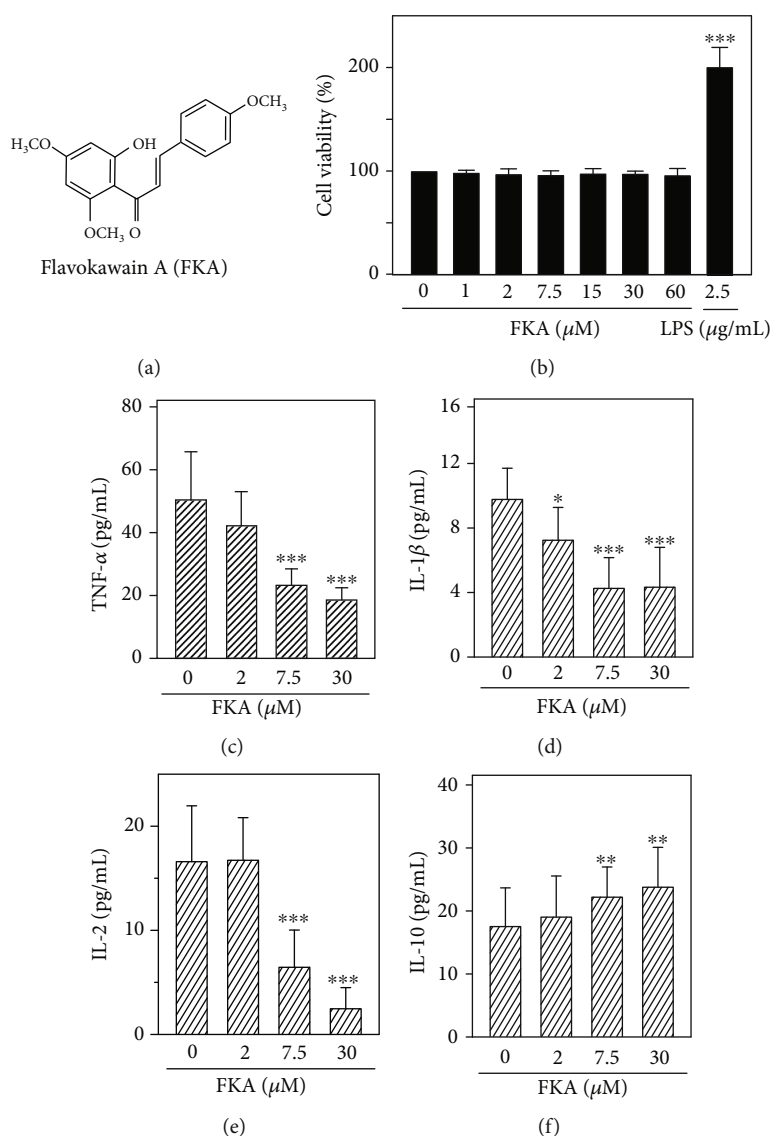 OCH₃
H₃CO
OH
OCH₃
O
Flavokawain A (FKA)
(a)
Cell viability (%)
200
100
0
***
0 1 2 7.5 15 30 60 2.5
FKA (μM) LPS (μg/mL)
(b)
TNF-α (pg/mL)
80
60
40
20
0
***
***
0 2 7.5 30
FKA (μM)
(c)
IL-1β (pg/mL)
16
12
8
4
0
*
***
***
0 2 7.5 30
FKA (μM)
(d)
IL-2 (pg/mL)
20
10
0
***
***
0 2 7.5 30
FKA (μM)
(e)
IL-10 (pg/mL)
40
30
20
10
0
**
**
0 2 7.5 30
FKA (μM)
(f)